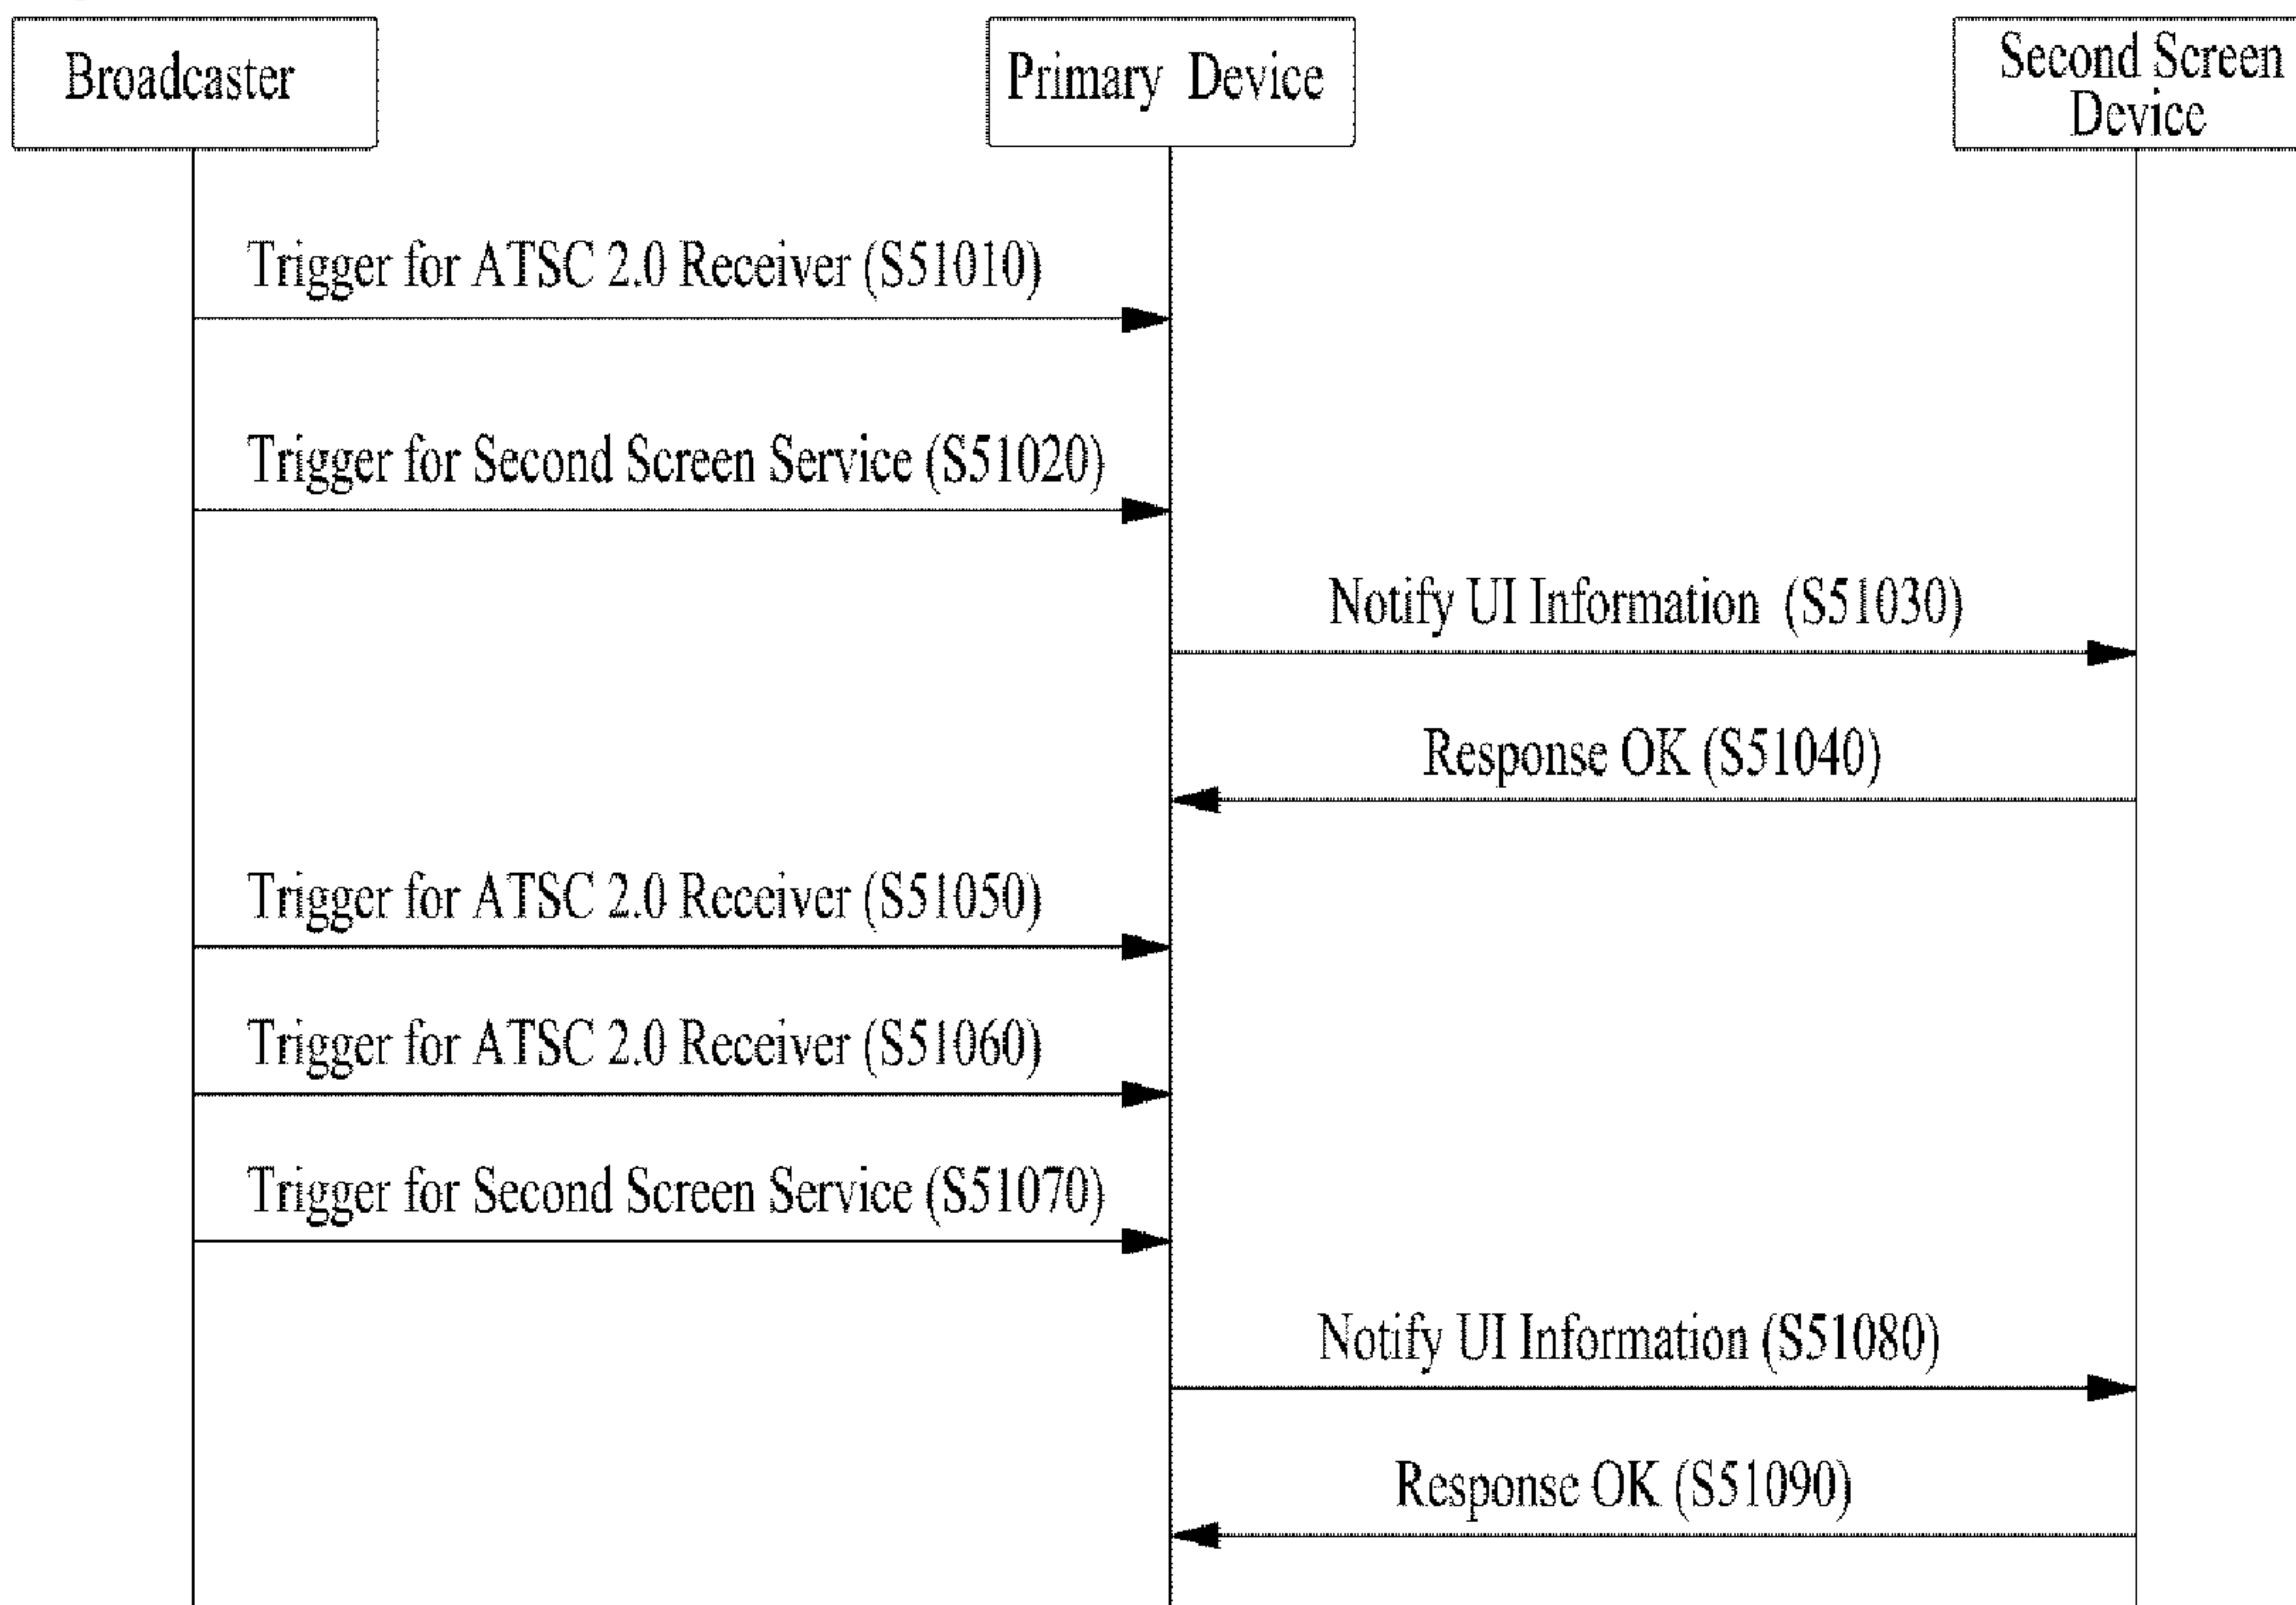 Broadcaster
Primary Device
Second Screen
Device
Trigger for ATSC 2.0 Receiver (S51010)
Trigger for Second Screen Service (S51020)
Notify UI Information (S51030)
Response OK (S51040)
Trigger for ATSC 2.0 Receiver (S51050)
Trigger for ATSC 2.0 Receiver (S51060)
Trigger for Second Screen Service (S51070)
Notify UI Information (S51080)
Response OK (S51090)